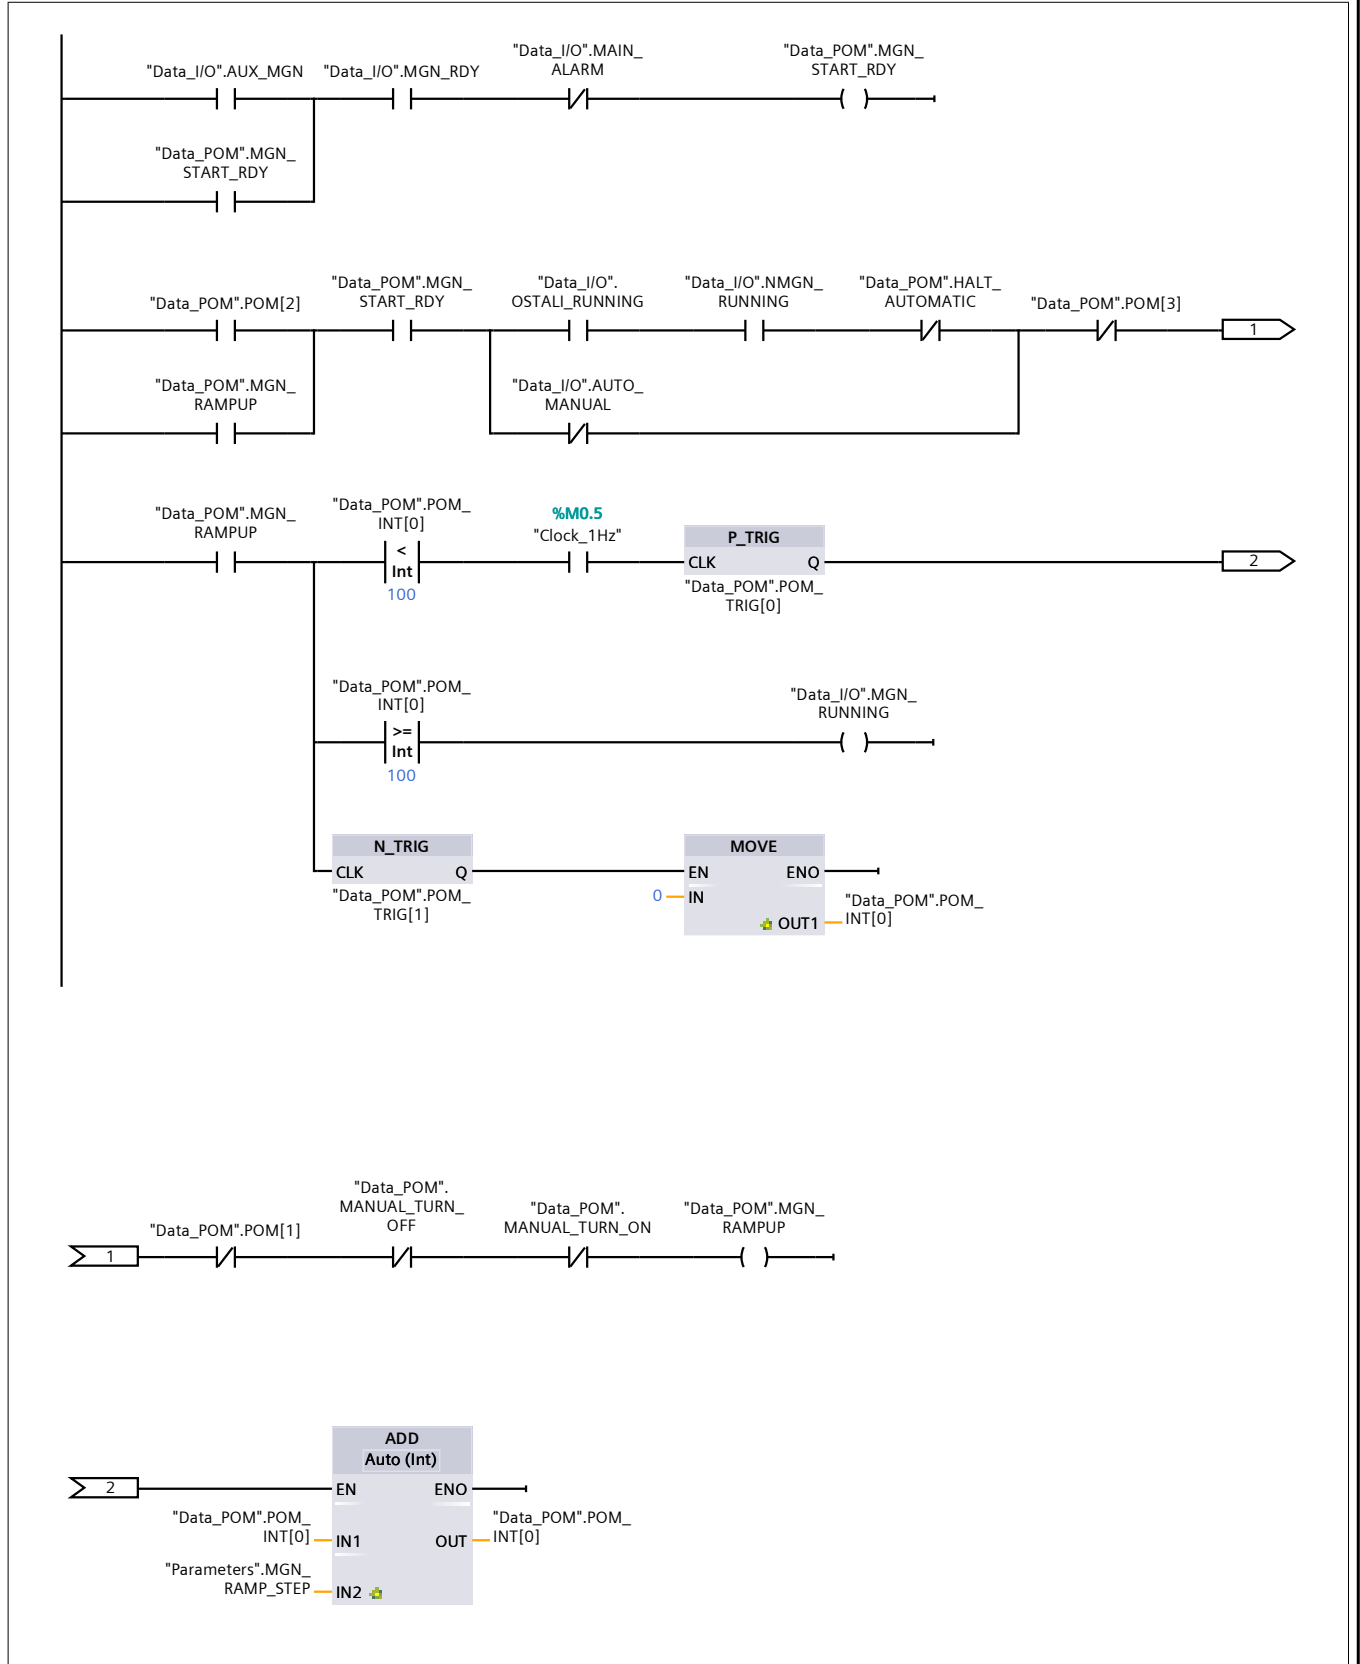 "Data_I/O".MAIN_
ALARM
"Data_POM".MGN_
START_RDY
"Data_I/O".AUX_MGN
"Data_I/O".MGN_RDY
"Data_POM".MGN_
START_RDY
"Data_POM".POM[2]
"Data_POM".MGN_
START_RDY
"Data_I/O".
OSTALI_RUNNING
"Data_I/O".NMGN_
RUNNING
"Data_POM".HALT_
AUTOMATIC
"Data_POM".POM[3]
1
"Data_POM".MGN_
RAMPUP
"Data_I/O".AUTO_
MANUAL
"Data_POM".MGN_
RAMPUP
"Data_POM".POM_
INT[0]
<
Int
100
%M0.5
"Clock_1Hz"
P_TRIG
CLK Q
"Data_POM".POM_
TRIG[0]
2
"Data_POM".POM_
INT[0]
>=
Int
100
"Data_I/O".MGN_
RUNNING
N_TRIG
CLK Q
"Data_POM".POM_
TRIG[1]
MOVE
EN ENO
0 IN
OUT1
"Data_POM".POM_
INT[0]
1
"Data_POM".POM[1]
"Data_POM".
MANUAL_TURN_
OFF
"Data_POM".
MANUAL_TURN_ON
"Data_POM".MGN_
RAMPUP
2
ADD
Auto (Int)
EN ENO
"Data_POM".POM_
INT[0]
IN1
OUT
"Data_POM".POM_
INT[0]
"Parameters".MGN_
RAMP_STEP
IN2